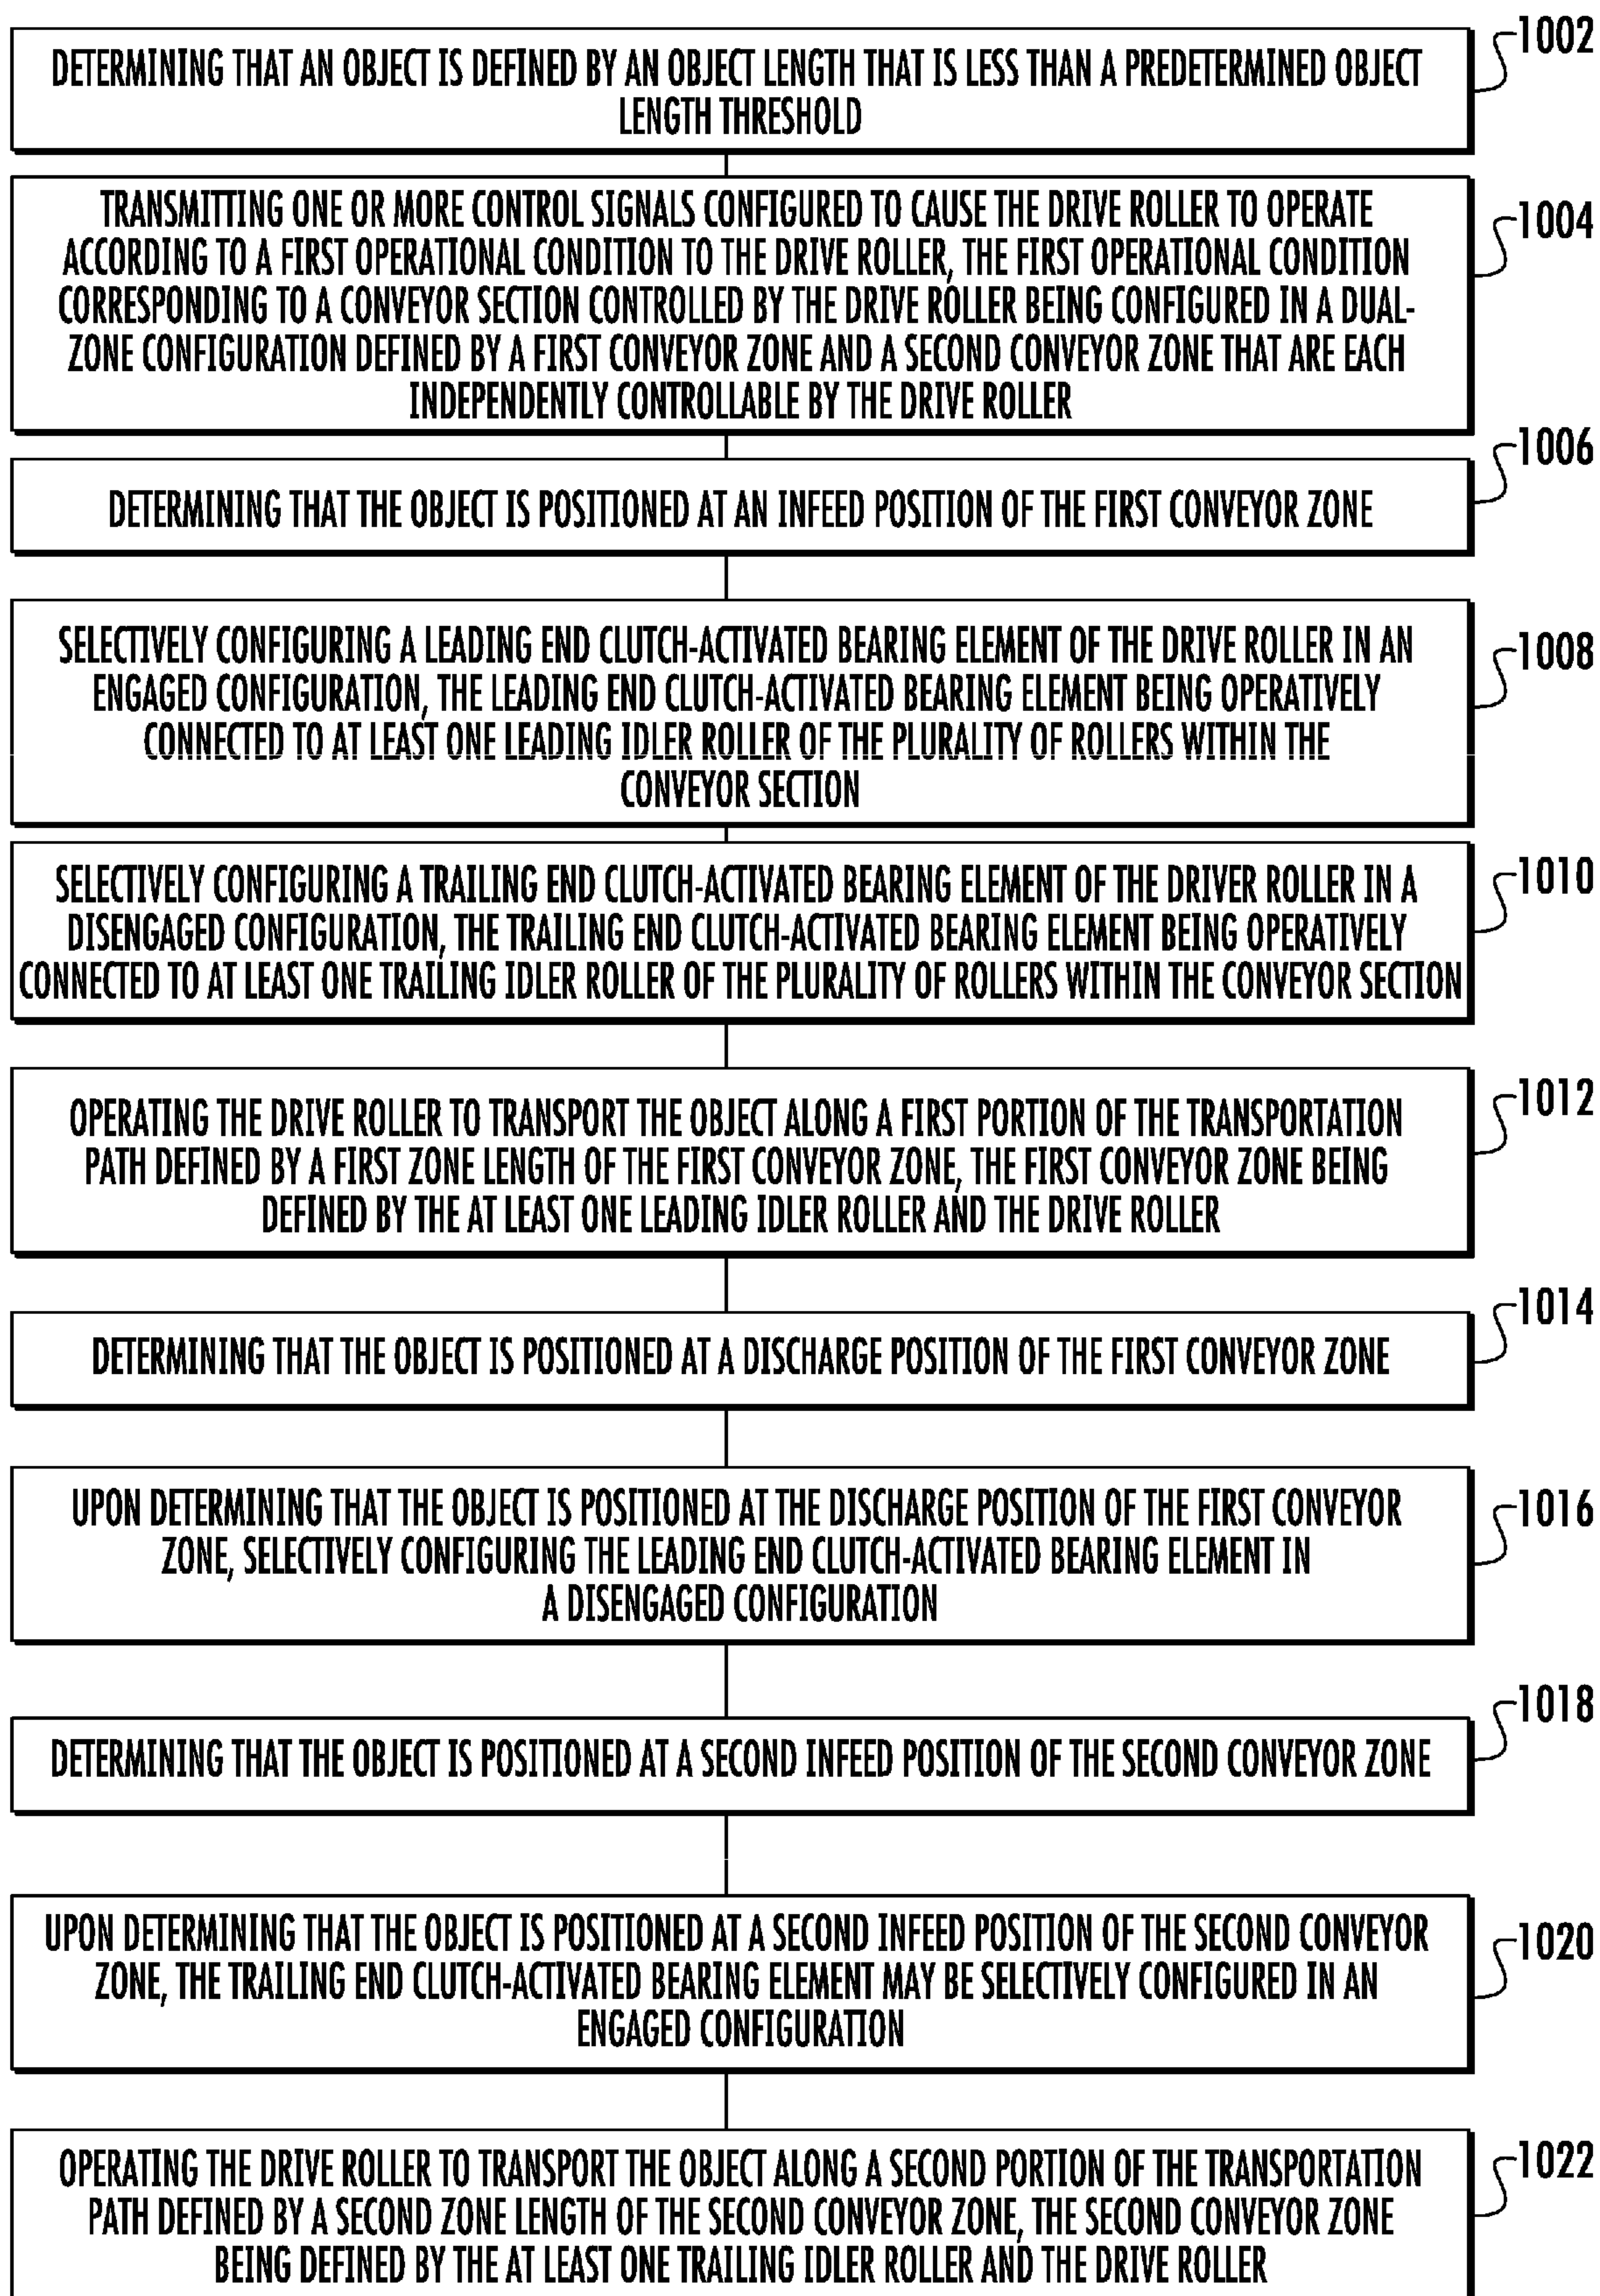 1002
DETERMINING THAT AN OBJECT IS DEFINED BY AN OBJECT LENGTH THAT IS LESS THAN A PREDETERMINED OBJECT
LENGTH THRESHOLD
1004
TRANSMITTING ONE OR MORE CONTROL SIGNALS CONFIGURED TO CAUSE THE DRIVE ROLLER TO OPERATE
ACCORDING TO A FIRST OPERATIONAL CONDITION TO THE DRIVE ROLLER, THE FIRST OPERATIONAL CONDITION
CORRESPONDING TO A CONVEYOR SECTION CONTROLLED BY THE DRIVE ROLLER BEING CONFIGURED IN A DUAL-
ZONE CONFIGURATION DEFINED BY A FIRST CONVEYOR ZONE AND A SECOND CONVEYOR ZONE THAT ARE EACH
INDEPENDENTLY CONTROLLABLE BY THE DRIVE ROLLER
1006
DETERMINING THAT THE OBJECT IS POSITIONED AT AN INFEED POSITION OF THE FIRST CONVEYOR ZONE
1008
SELECTIVELY CONFIGURING A LEADING END CLUTCH-ACTIVATED BEARING ELEMENT OF THE DRIVE ROLLER IN AN
ENGAGED CONFIGURATION, THE LEADING END CLUTCH-ACTIVATED BEARING ELEMENT BEING OPERATIVELY
CONNECTED TO AT LEAST ONE LEADING IDLER ROLLER OF THE PLURALITY OF ROLLERS WITHIN THE
CONVEYOR SECTION
1010
SELECTIVELY CONFIGURING A TRAILING END CLUTCH-ACTIVATED BEARING ELEMENT OF THE DRIVER ROLLER IN A
DISENGAGED CONFIGURATION, THE TRAILING END CLUTCH-ACTIVATED BEARING ELEMENT BEING OPERATIVELY
CONNECTED TO AT LEAST ONE TRAILING IDLER ROLLER OF THE PLURALITY OF ROLLERS WITHIN THE CONVEYOR SECTION
1012
OPERATING THE DRIVE ROLLER TO TRANSPORT THE OBJECT ALONG A FIRST PORTION OF THE TRANSPORTATION
PATH DEFINED BY A FIRST ZONE LENGTH OF THE FIRST CONVEYOR ZONE, THE FIRST CONVEYOR ZONE BEING
DEFINED BY THE AT LEAST ONE LEADING IDLER ROLLER AND THE DRIVE ROLLER
1014
DETERMINING THAT THE OBJECT IS POSITIONED AT A DISCHARGE POSITION OF THE FIRST CONVEYOR ZONE
1016
UPON DETERMINING THAT THE OBJECT IS POSITIONED AT THE DISCHARGE POSITION OF THE FIRST CONVEYOR
ZONE, SELECTIVELY CONFIGURING THE LEADING END CLUTCH-ACTIVATED BEARING ELEMENT IN
A DISENGAGED CONFIGURATION
1018
DETERMINING THAT THE OBJECT IS POSITIONED AT A SECOND INFEED POSITION OF THE SECOND CONVEYOR ZONE
1020
UPON DETERMINING THAT THE OBJECT IS POSITIONED AT A SECOND INFEED POSITION OF THE SECOND CONVEYOR
ZONE, THE TRAILING END CLUTCH-ACTIVATED BEARING ELEMENT MAY BE SELECTIVELY CONFIGURED IN AN
ENGAGED CONFIGURATION
1022
OPERATING THE DRIVE ROLLER TO TRANSPORT THE OBJECT ALONG A SECOND PORTION OF THE TRANSPORTATION
PATH DEFINED BY A SECOND ZONE LENGTH OF THE SECOND CONVEYOR ZONE, THE SECOND CONVEYOR ZONE
BEING DEFINED BY THE AT LEAST ONE TRAILING IDLER ROLLER AND THE DRIVE ROLLER